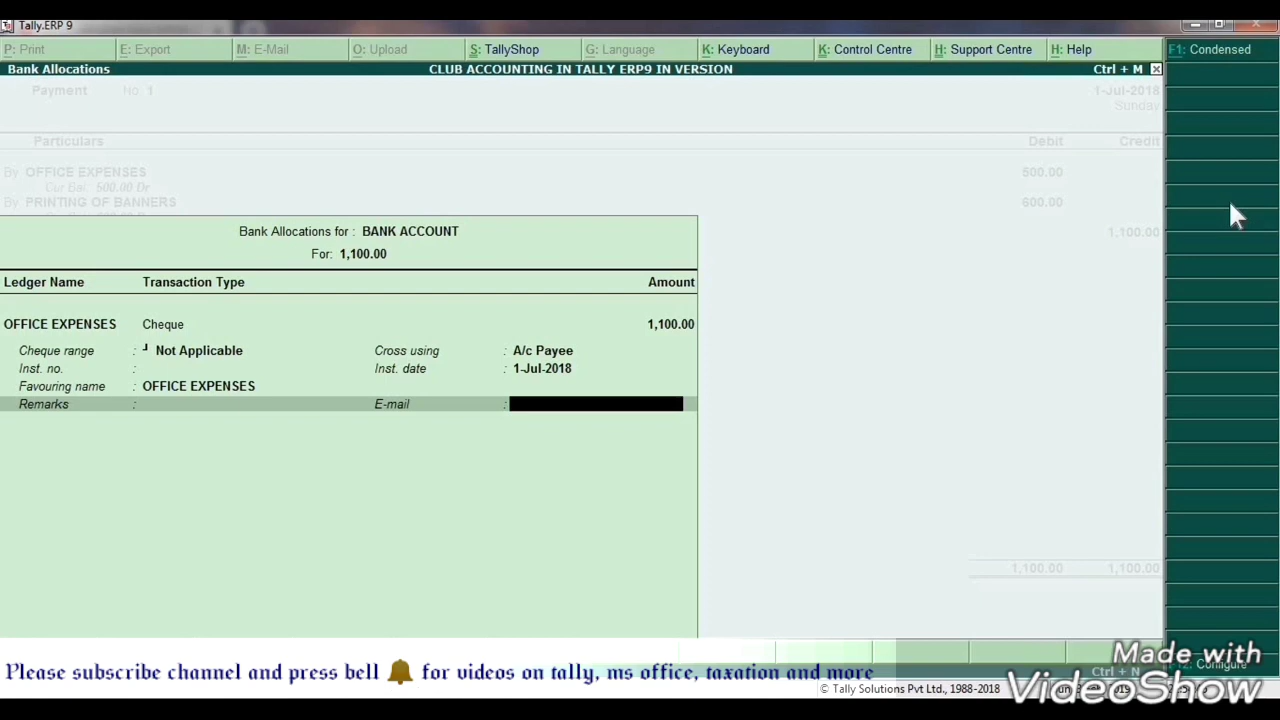 Tally.ERP 9
P: Print E: Export M: E-Mail O: Upload S: TallyShop G: Language K: Keyboard K: Control Centre H: Support Centre H: Help F1: Condensed
Bank Allocations CLUB ACCOUNTING IN TALLY ERP9 IN VERSION Ctrl + M
Payment No. 1 1-Jul-2018
Sunday
Particulars Debit Credit
By OFFICE EXPENSES 500.00
Cur Bal: 500.00 Dr
By PRINTING OF BANNERS 600.00
Bank Allocations for : BANK ACCOUNT 1,100.00
For: 1,100.00
Ledger Name Transaction Type Amount
OFFICE EXPENSES Cheque 1,100.00
Cheque range : ┘ Not Applicable Cross using : A/c Payee
Inst. no. : Inst. date : 1-Jul-2018
Favouring name : OFFICE EXPENSES
Remarks : E-mail :
1,100.00 1,100.00
Made with
VideoShow
Please subscribe channel and press bell 🔔 for videos on tally, ms office, taxation and more
Ctrl + N
© Tally Solutions Pvt Ltd., 1988-2018